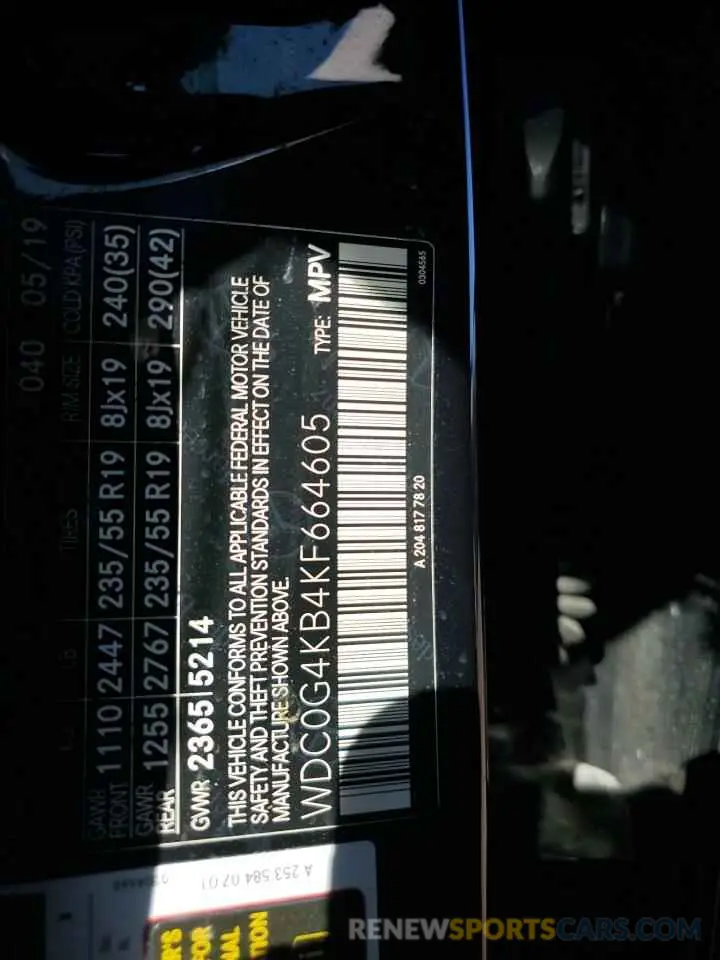 040 05/19
TIRES RIM SIZE COLD KPA(PSI)
GAWR
FRONT 1110 2447 235/55 R19 8Jx19 240(35)
GAWR
REAR 1255 2767 235/55 R19 8Jx19 290(42)
GVWR 2365 5214
THIS VEHICLE CONFORMS TO ALL APPLICABLE FEDERAL MOTOR VEHICLE
SAFETY AND THEFT PREVENTION STANDARDS IN EFFECT ON THE DATE OF
MANUFACTURE SHOWN ABOVE.
WDC0G4KB4KF664605 TYPE: MPV
A 204 817 78 20
0304565
A 253 584 07 01
RENEWSPORTSCARS.COM